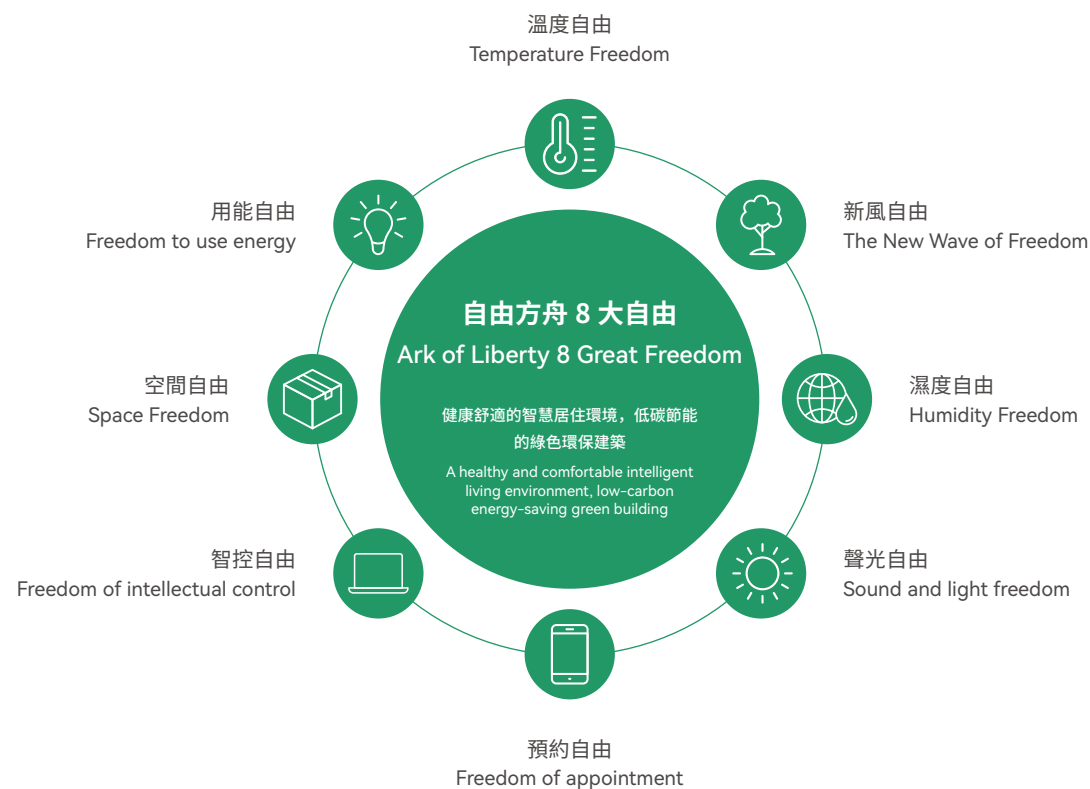 溫度自由
Temperature Freedom
用能自由
Freedom to use energy
新風自由
The New Wave of Freedom
自由方舟 8 大自由
Ark of Liberty 8 Great Freedom
空間自由
Space Freedom
濕度自由
Humidity Freedom
健康舒適的智慧居住環境，低碳節能
的綠色環保建築
A healthy and comfortable intelligent
living environment, low-carbon
energy-saving green building
智控自由
Freedom of intellectual control
聲光自由
Sound and light freedom
預約自由
Freedom of appointment